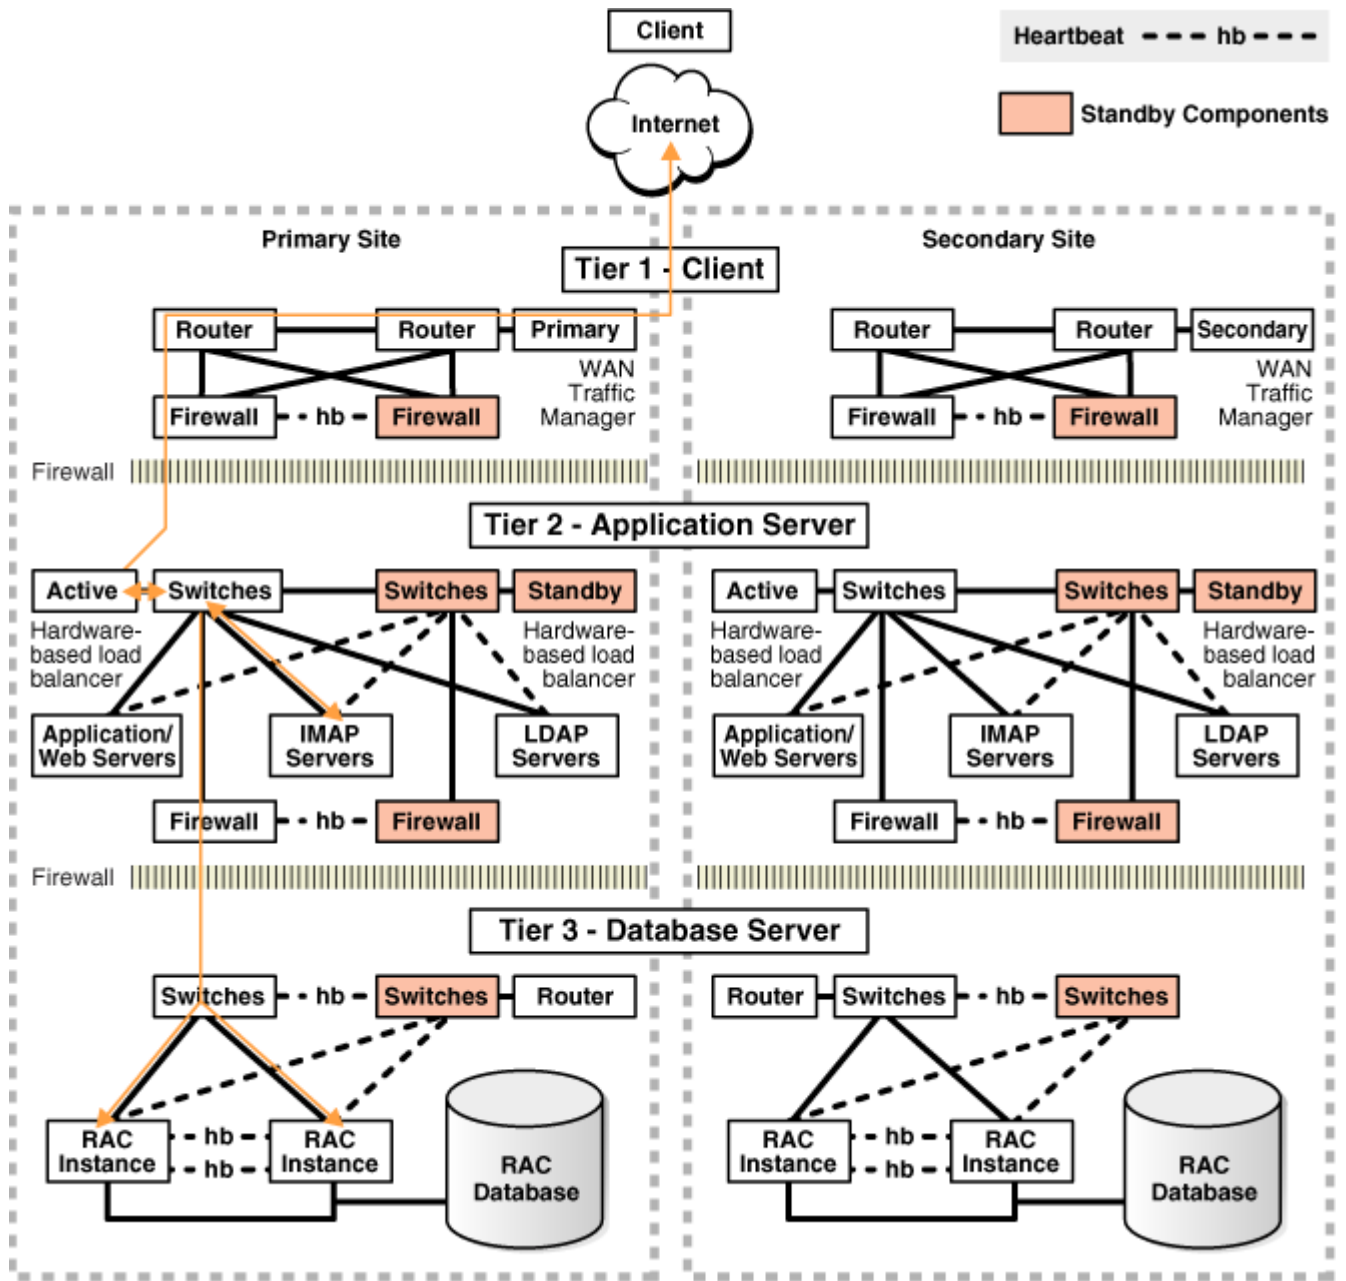 Client
Heartbeat hb
Internet
Standby Components
Primary Site
Secondary Site
Tier 1 - Client
Router
Router
Primary
Router
Router
Secondary
WAN
Traffic
Manager
WAN
Traffic
Manager
Firewall
hb
Firewall
Firewall
hb
Firewall
Firewall
Tier 2 - Application Server
Active
Switches
Switches
Standby
Active
Switches
Switches
Standby
Hardware-
based load
balancer
Hardware-
based load
balancer
Hardware-
based load
balancer
Hardware-
based load
balancer
Application/
Web Servers
IMAP
Servers
LDAP
Servers
Application/
Web Servers
IMAP
Servers
LDAP
Servers
Firewall
hb
Firewall
Firewall
hb
Firewall
Firewall
Tier 3 - Database Server
Switches
hb
Switches
Router
Router
Switches
hb
Switches
RAC
Instance
hb
hb
RAC
Instance
RAC
Database
RAC
Instance
hb
hb
RAC
Instance
RAC
Database